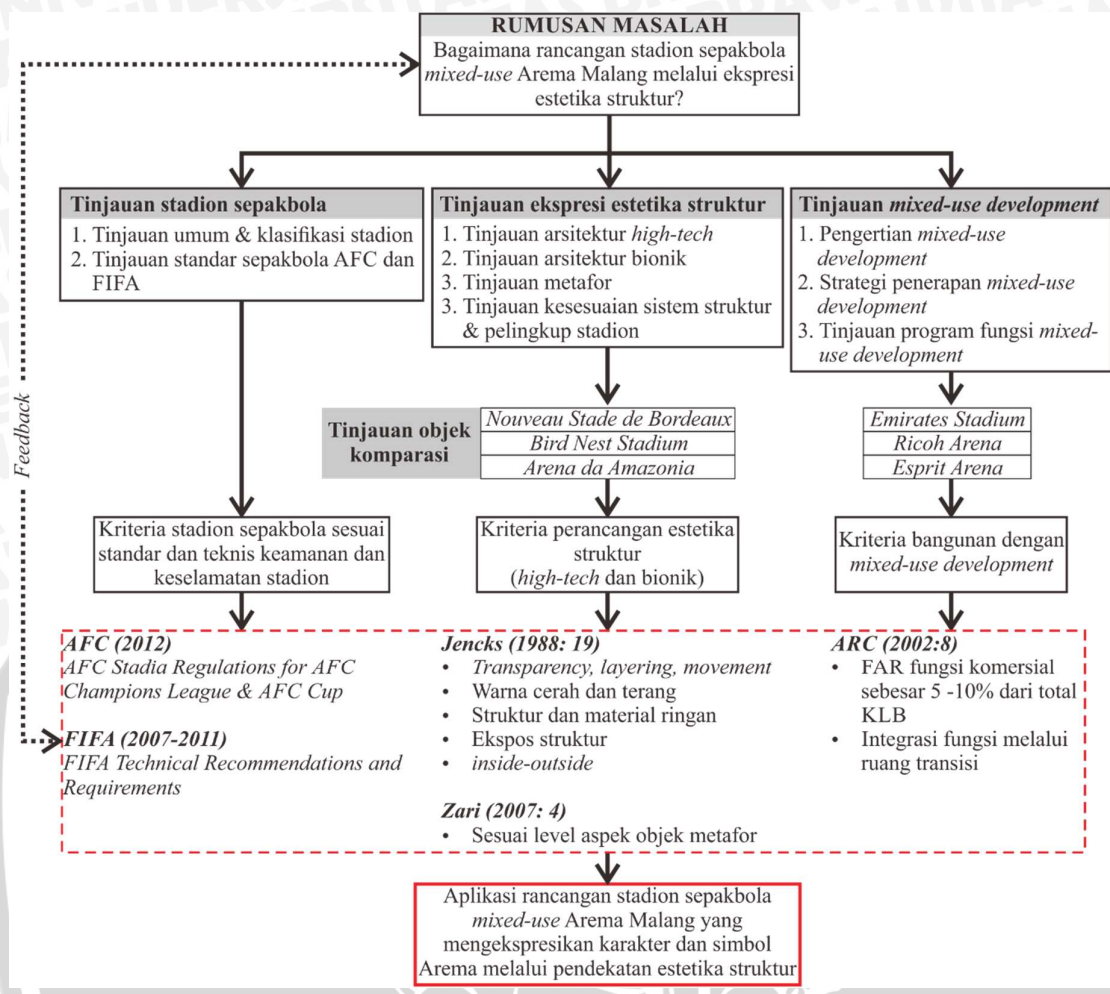 RUMUSAN MASALAH
Bagaimana rancangan stadion sepakbola
mixed-use Arema Malang melalui ekspresi
estetika struktur?
Feedback
Tinjauan stadion sepakbola
1. Tinjauan umum & klasifikasi stadion
2. Tinjauan standar sepakbola AFC dan
FIFA
Tinjauan ekspresi estetika struktur
1. Tinjauan arsitektur high-tech
2. Tinjauan arsitektur bionik
3. Tinjauan metafor
3. Tinjauan kesesuaian sistem struktur
& pelingkup stadion
Tinjauan mixed-use development
1. Pengertian mixed-use
development
2. Strategi penerapan mixed-use
development
3. Tinjauan program fungsi mixed-
use development
Tinjauan objek
komparasi
Nouveau Stade de Bordeaux
Bird Nest Stadium
Arena da Amazonia
Emirates Stadium
Ricoh Arena
Esprit Arena
Kriteria stadion sepakbola sesuai
standar dan teknis keamanan dan
keselamatan stadion
Kriteria perancangan estetika
struktur
(high-tech dan bionik)
Kriteria bangunan dengan
mixed-use development
AFC (2012)
AFC Stadia Regulations for AFC
Champions League & AFC Cup
FIFA (2007-2011)
FIFA Technical Recommendations and
Requirements
Jencks (1988: 19)
• Transparency, layering, movement
• Warna cerah dan terang
• Struktur dan material ringan
• Ekspos struktur
• inside-outside
Zari (2007: 4)
• Sesuai level aspek objek metafor
ARC (2002:8)
• FAR fungsi komersial
sebesar 5 -10% dari total
KLB
• Integrasi fungsi melalui
ruang transisi
Aplikasi rancangan stadion sepakbola
mixed-use Arema Malang yang
mengekspresikan karakter dan simbol
Arema melalui pendekatan estetika struktur